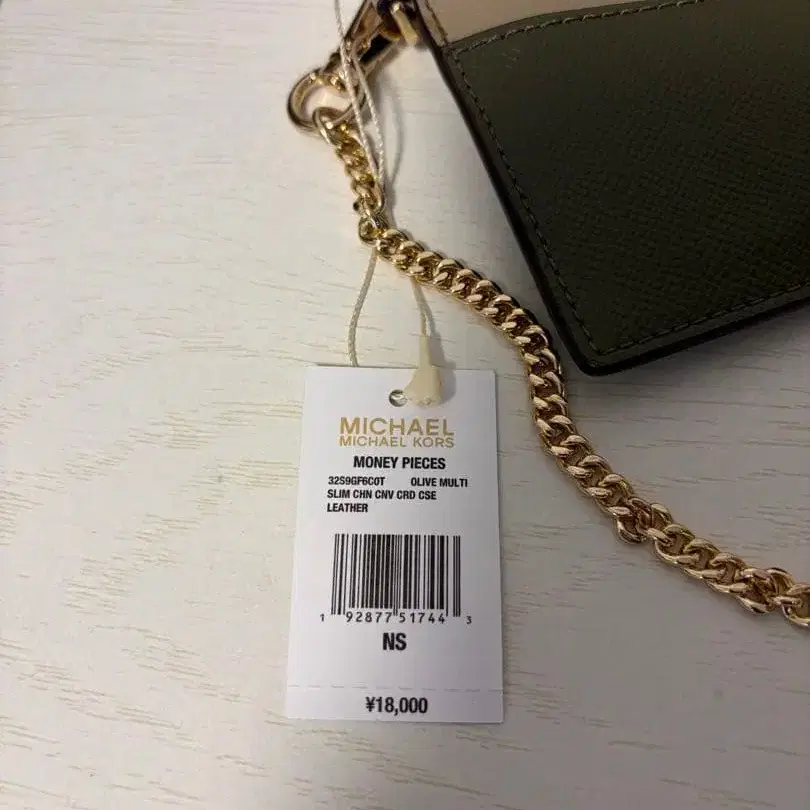 MICHAEL
MICHAEL KORS
MONEY PIECES
32S9GF6C0T OLIVE MULTI
SLIM CHN CNV CRD CSE
LEATHER
1 92877 51744 3
NS
¥18,000